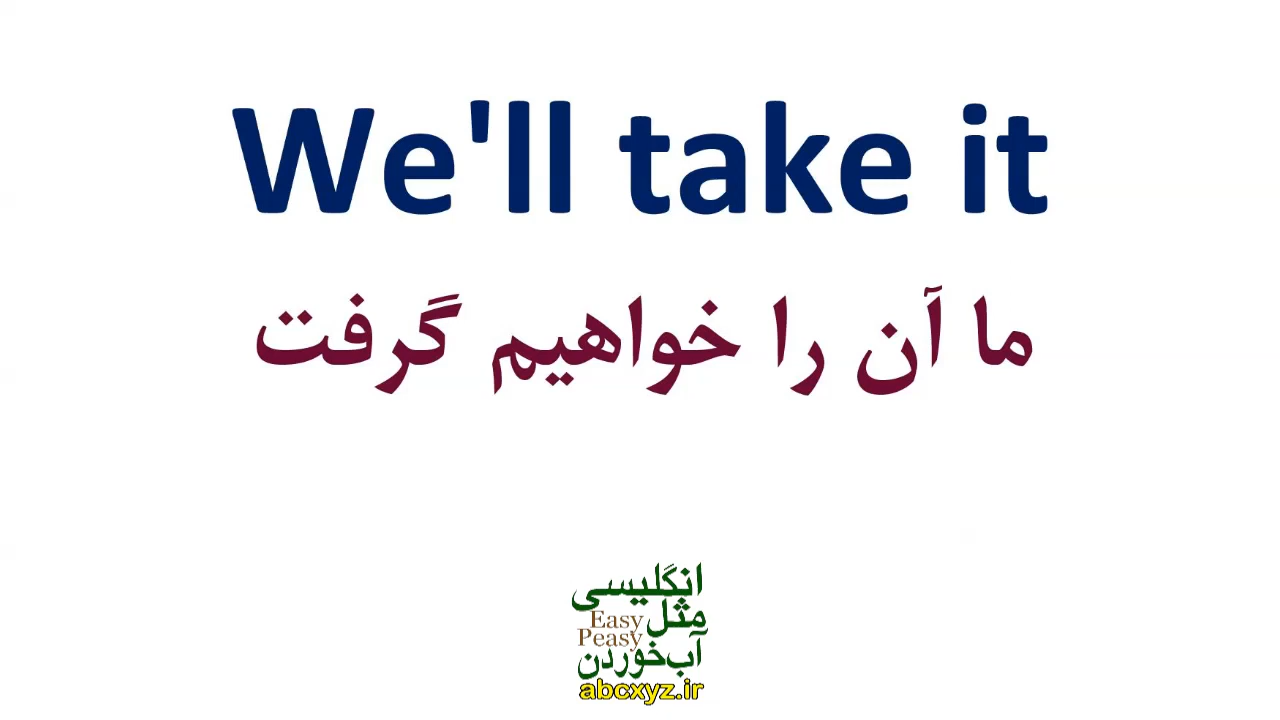 We'll take it
ما آن را خواهیم گرفت
انگلیسی
مثل Easy
Peasy
آب‌خوردن
abcxyz.ir